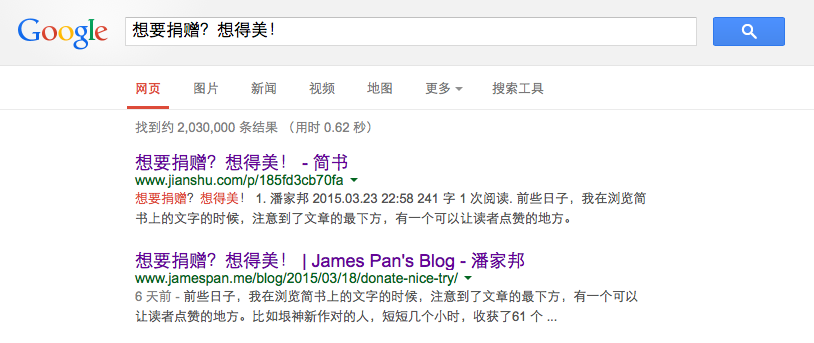 Google 想要捐赠？想得美！
网页 图片 新闻 视频 地图 更多 搜索工具
找到约 2,030,000 条结果 （用时 0.62 秒）
想要捐赠？想得美！ - 简书
www.jianshu.com/p/185fd3cb70fa
想要捐赠？想得美！ 1. 潘家邦 2015.03.23 22:58 241 字 1 次阅读. 前些日子，我在浏览简
书上的文字的时候，注意到了文章的最下方，有一个可以让读者点赞的地方。
想要捐赠？想得美！ | James Pan's Blog - 潘家邦
www.jamespan.me/blog/2015/03/18/donate-nice-try/
6 天前 - 前些日子，我在浏览简书上的文字的时候，注意到了文章的最下方，有一个可以
让读者点赞的地方。比如垠神新作对的人，短短几个小时，收获了61 个 ...